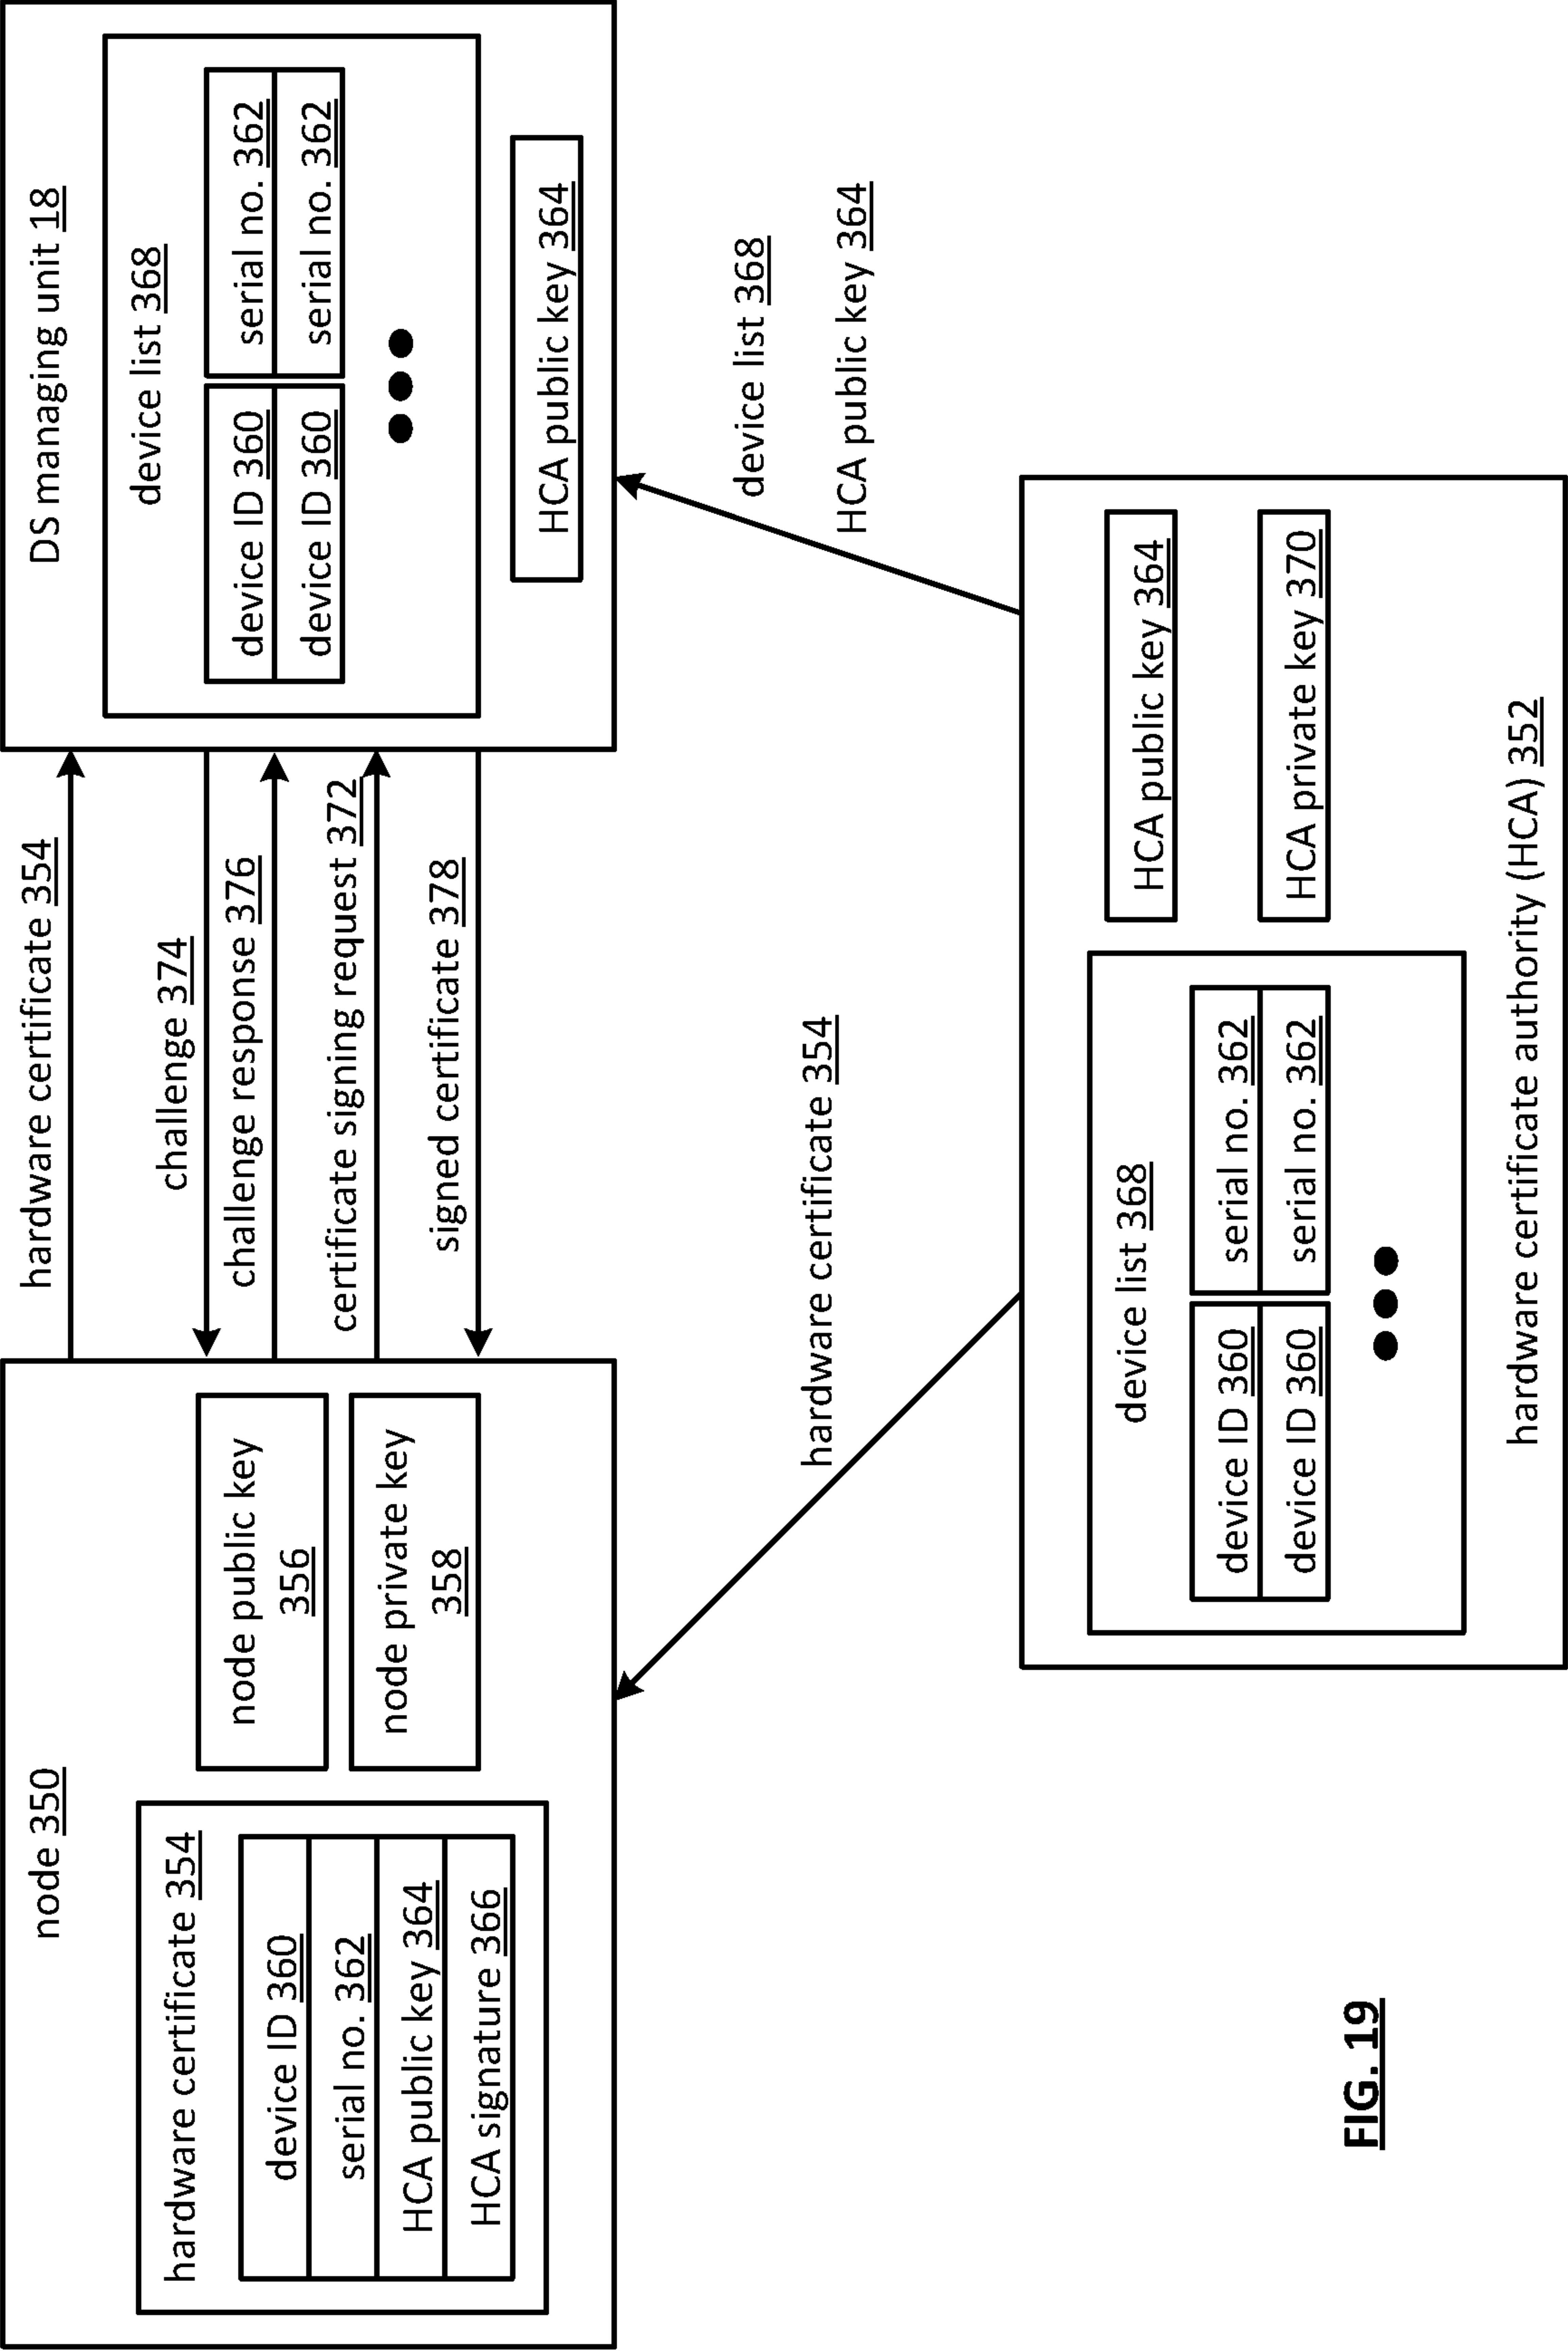 node 350
hardware certificate 354
device ID 360
serial no. 362
HCA public key 364
HCA signature 366
node public key
356
node private key
358
hardware certificate 354
challenge 374
challenge response 376
certificate signing request 372
signed certificate 378
DS managing unit 18
device list 368
device ID 360 serial no. 362
device ID 360 serial no. 362
HCA public key 364
hardware certificate 354
device list 368
HCA public key 364
device list 368
device ID 360 serial no. 362
device ID 360 serial no. 362
HCA public key 364
HCA private key 370
hardware certificate authority (HCA) 352
FIG. 19